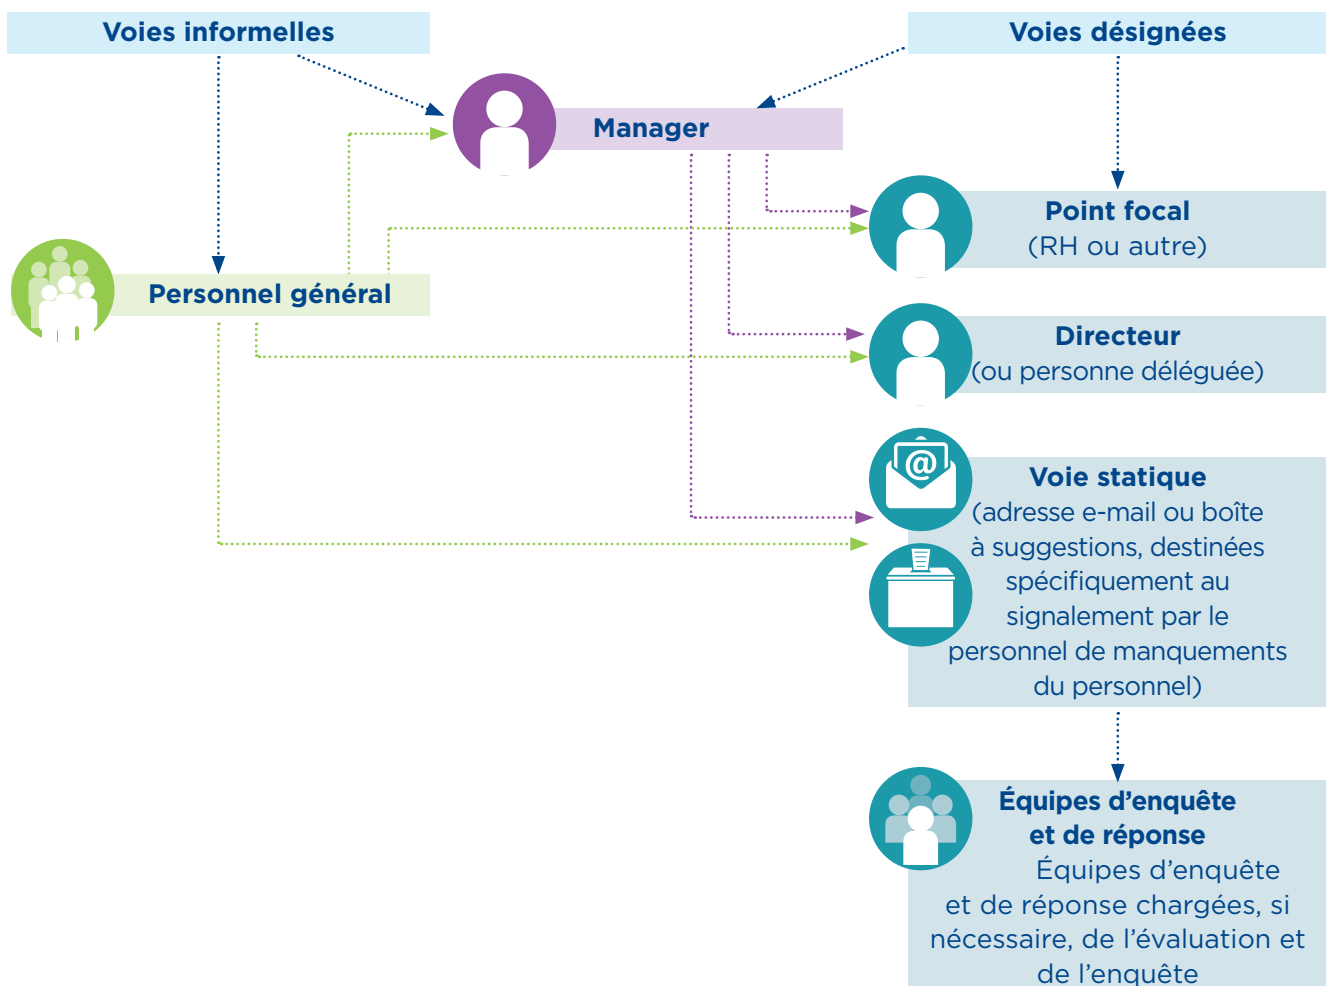 Voies informelles
Voies désignées
Manager
Point focal
(RH ou autre)
Personnel général
Directeur
(ou personne déléguée)
@
Voie statique
(adresse e-mail ou boîte
à suggestions, destinées
spécifiquement au
signalement par le
personnel de manquements
du personnel)
Équipes d’enquête
et de réponse
Équipes d’enquête
et de réponse chargées, si
nécessaire, de l’évaluation et
de l’enquête